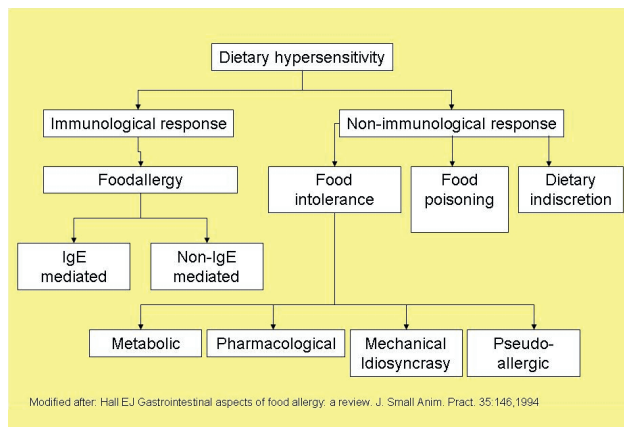 Dietary hypersensitivity
Immunological response
Non-immunological response
Foodallergy
Food
intolerance
Food
poisoning
Dietary
indiscretion
IgE
mediated
Non-IgE
mediated
Metabolic
Pharmacological
Mechanical
Idiosyncrasy
Pseudo-
allergic
Modified after: Hall EJ Gastrointestinal aspects of food allergy: a review. J. Small Anim. Pract. 35:146,1994